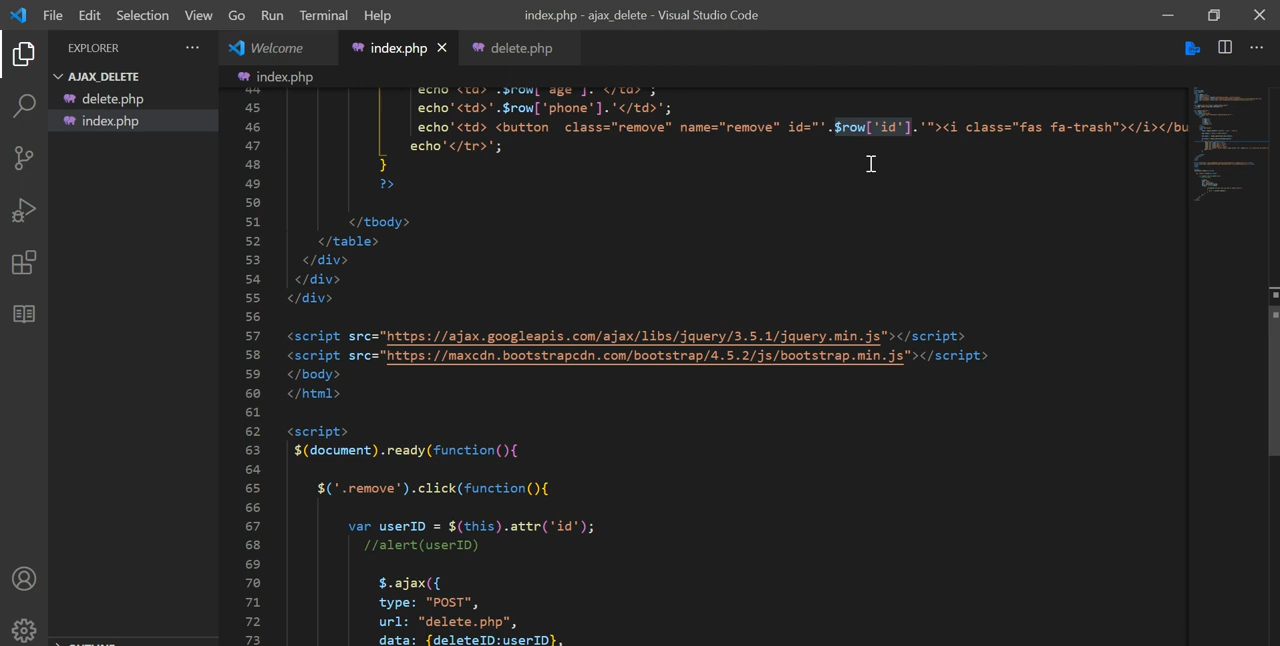 File Edit Selection View Go Run Terminal Help index.php - ajax_delete - Visual Studio Code
EXPLORER ··· Welcome index.php delete.php ···
AJAX_DELETE
delete.php
index.php
index.php
44 echo'<td>'.$row['age'].'</td>';
45 echo'<td>'.$row['phone'].'</td>';
46 echo'<td> <button  class="remove" name="remove" id="'.$row['id'].'"><i class="fas fa-trash"></i></bu
47 echo'</tr>';
48 }
49 ?>
50
51 </tbody>
52 </table>
53 </div>
54 </div>
55 </div>
56
57 <script src="https://ajax.googleapis.com/ajax/libs/jquery/3.5.1/jquery.min.js"></script>
58 <script src="https://maxcdn.bootstrapcdn.com/bootstrap/4.5.2/js/bootstrap.min.js"></script>
59 </body>
60 </html>
61
62 <script>
63 $(document).ready(function(){
64
65 $('.remove').click(function(){
66
67 var userID = $(this).attr('id');
68 //alert(userID)
69
70 $.ajax({
71 type: "POST",
72 url: "delete.php",
73 data: {deleteID:userID},
OUTLINE